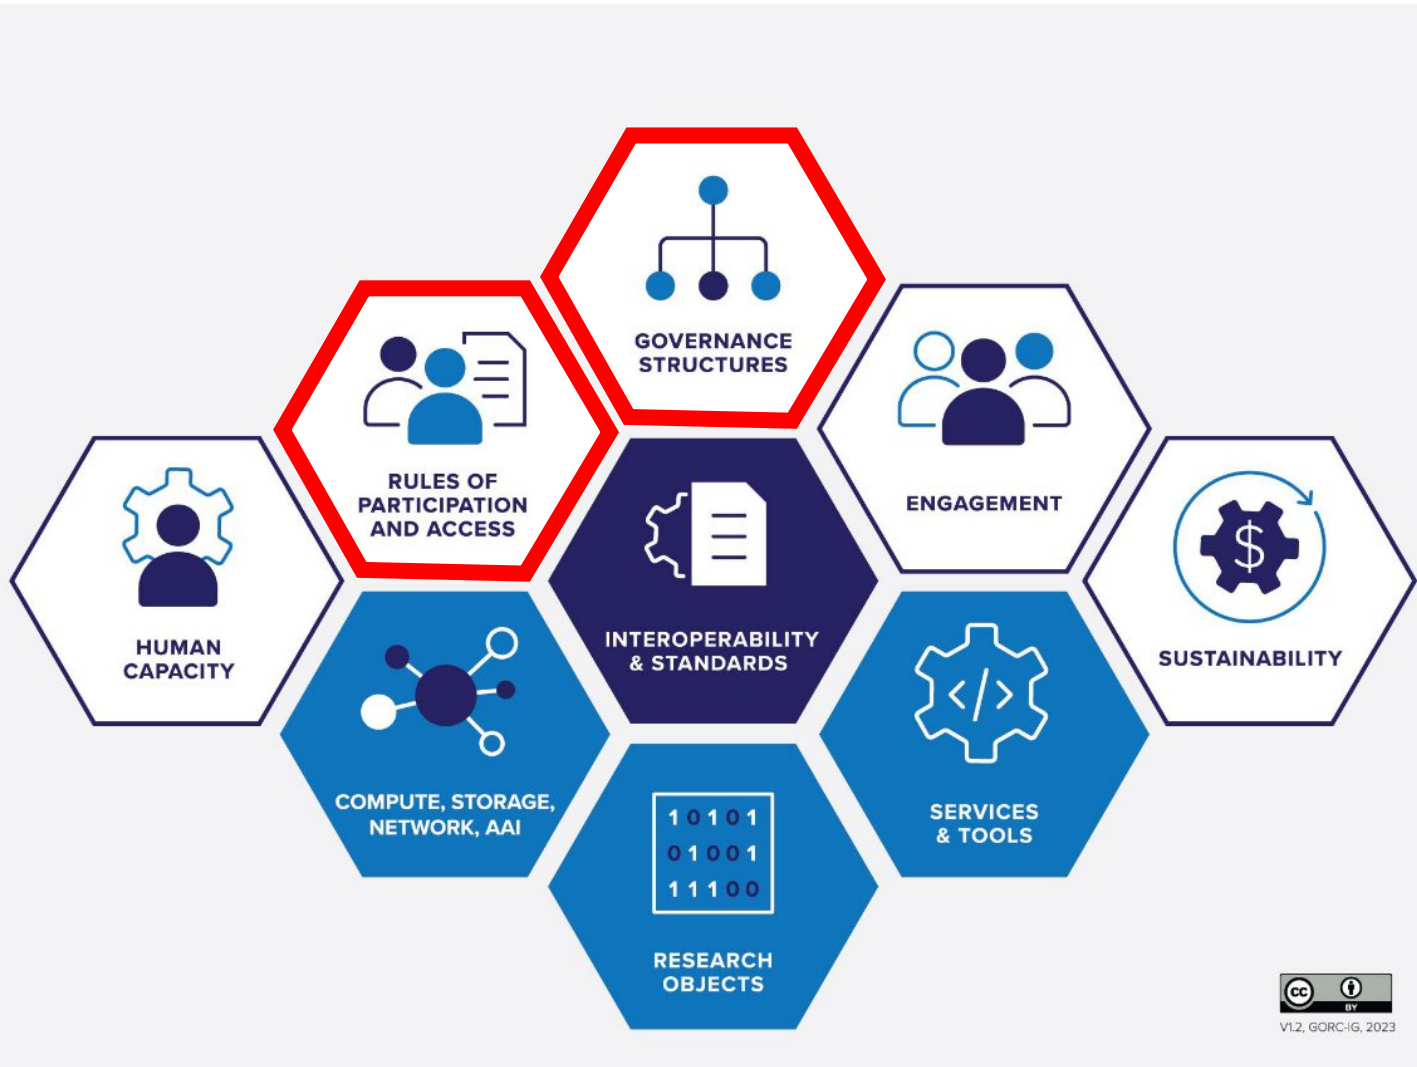 GOVERNANCE
STRUCTURES
RULES OF
PARTICIPATION
AND ACCESS
ENGAGEMENT
HUMAN
CAPACITY
INTEROPERABILITY
& STANDARDS
$
SUSTAINABILITY
COMPUTE, STORAGE,
NETWORK, AAI
</>
SERVICES
& TOOLS
10101
01001
11100
RESEARCH
OBJECTS
cc
BY
V1.2, GORC-IG, 2023